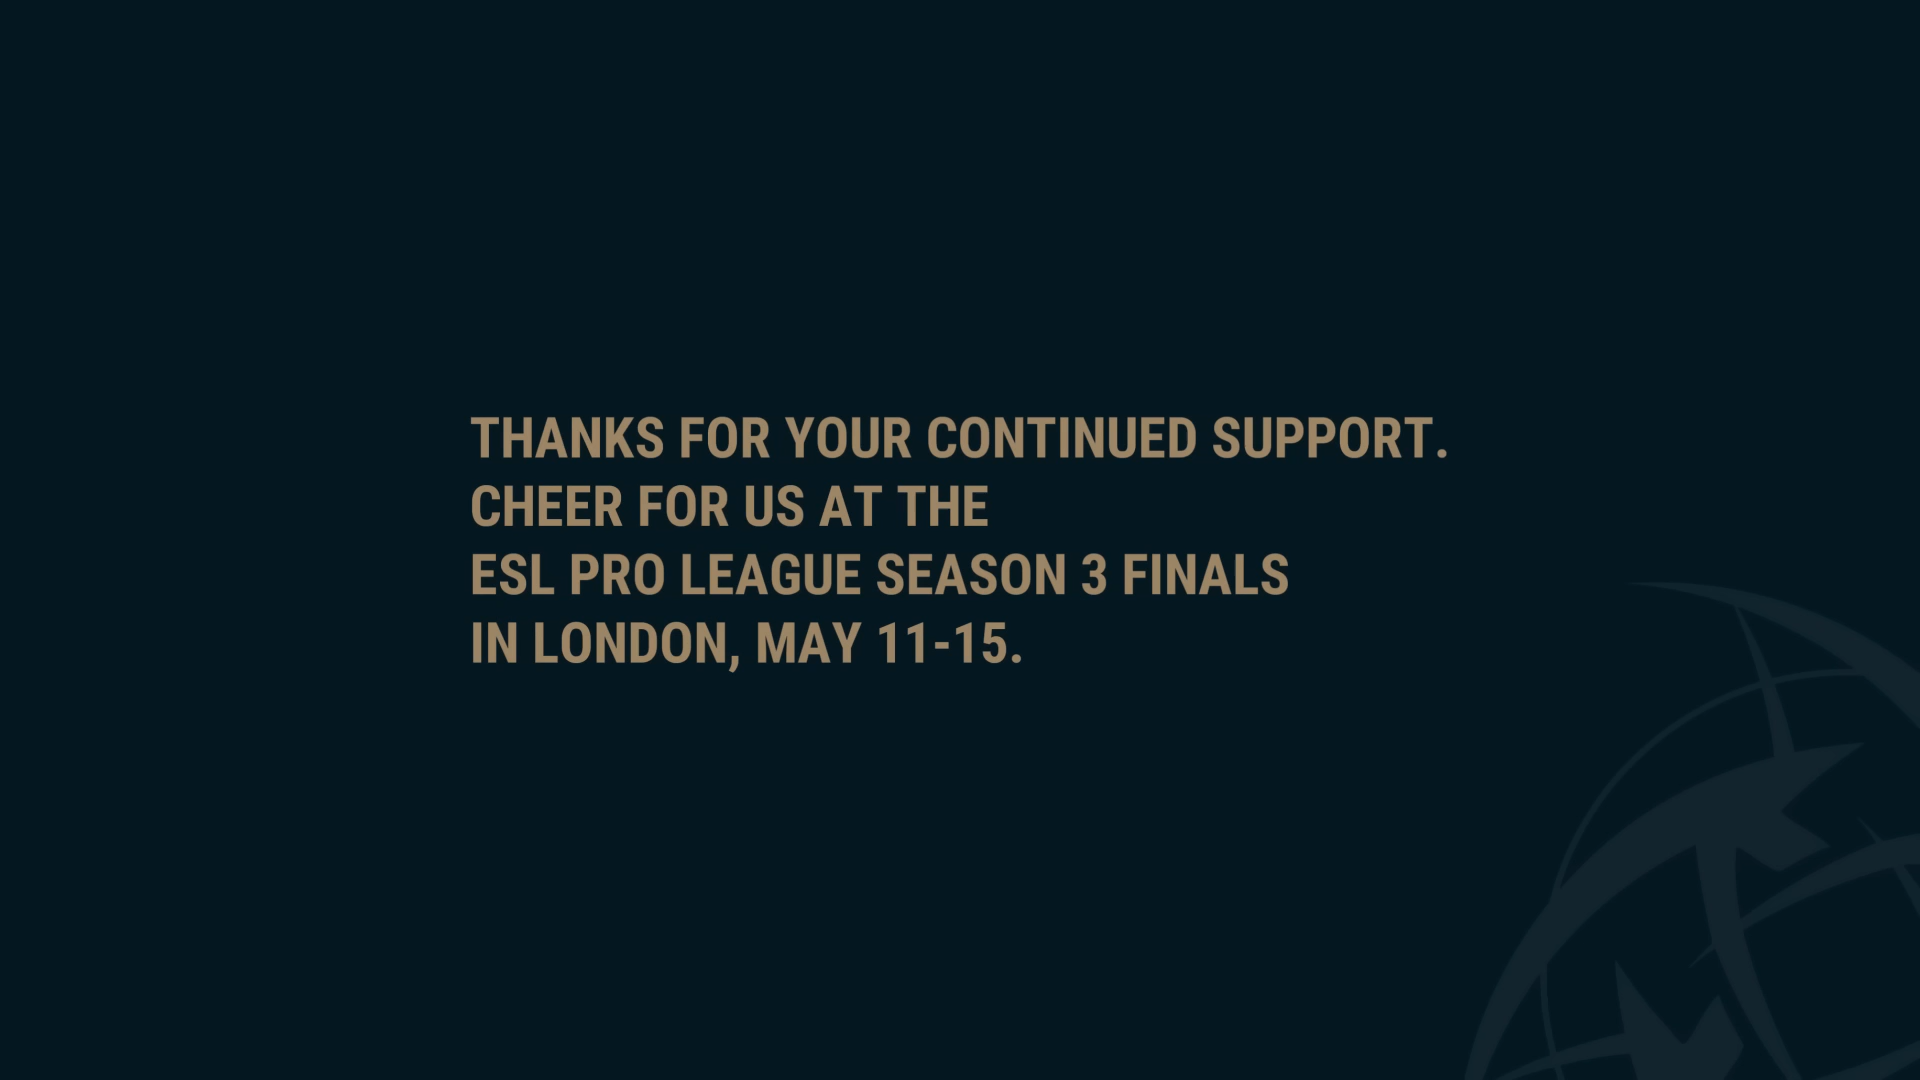 THANKS FOR YOUR CONTINUED SUPPORT.
CHEER FOR US AT THE
ESL PRO LEAGUE SEASON 3 FINALS
IN LONDON, MAY 11-15.